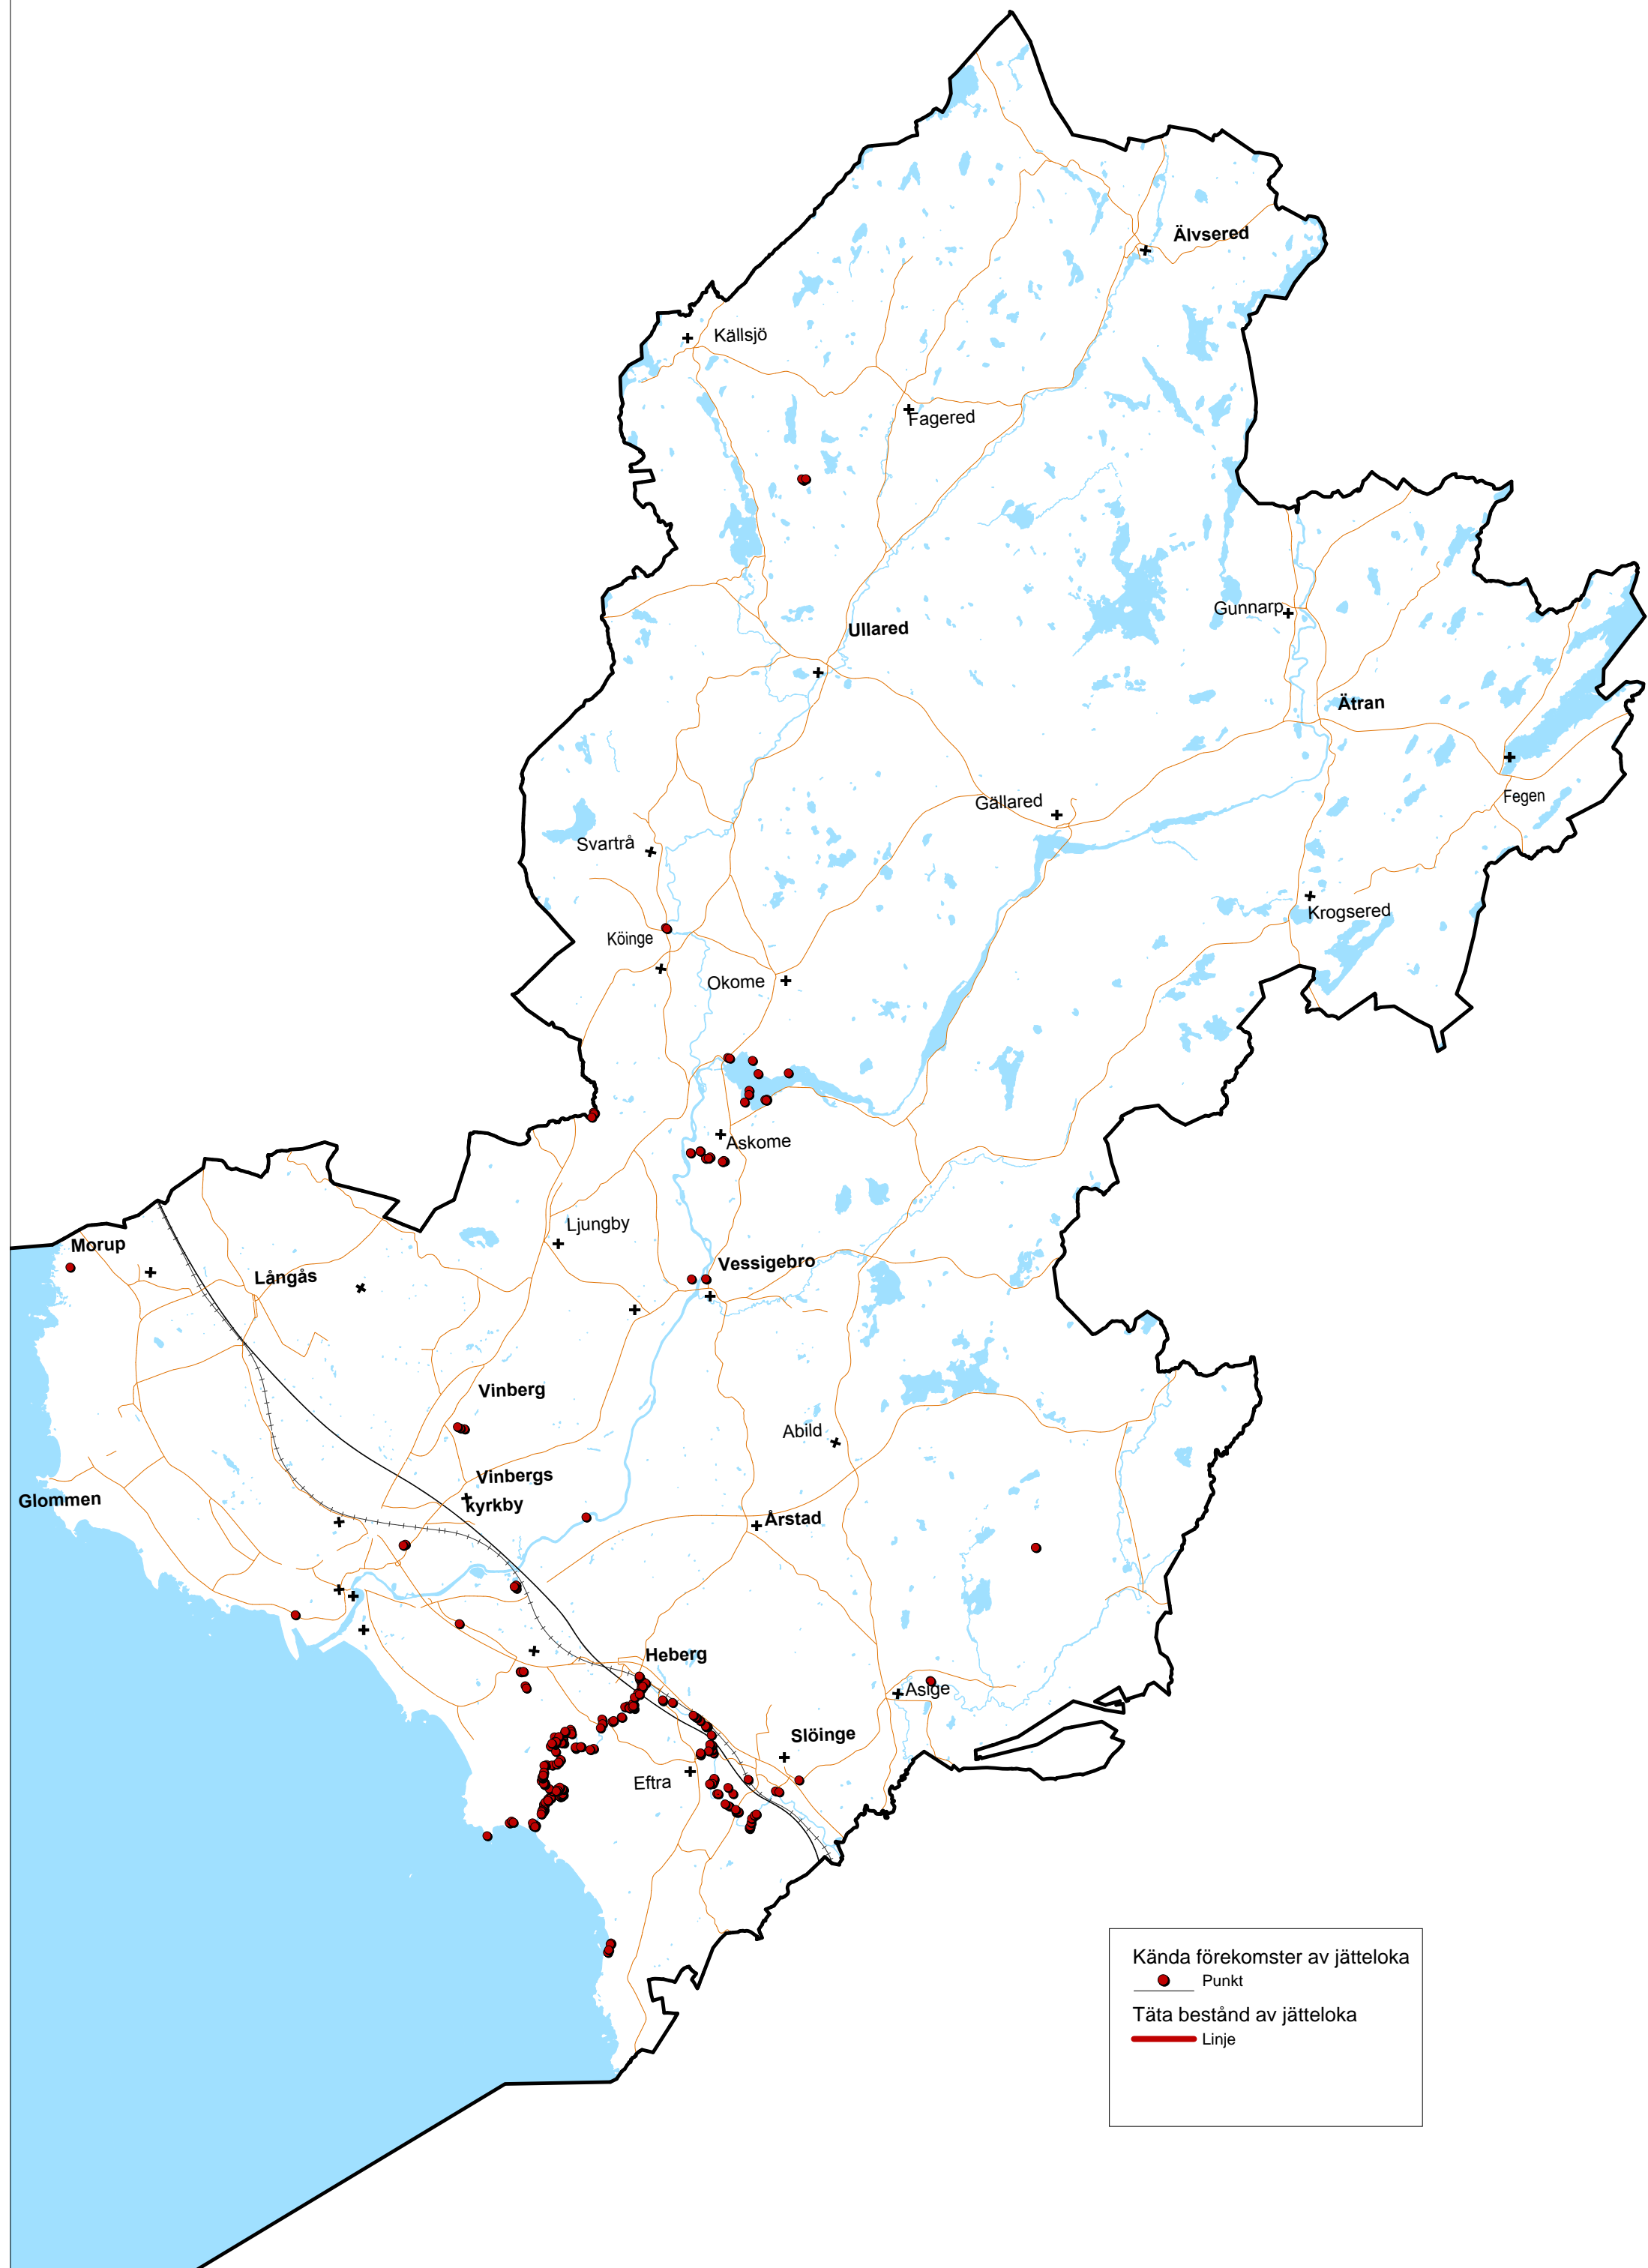 Älvsered
Källsjö
Fagered
Gunnarp
Ullared
Ätran
Fegen
Gällared
Svartrå
Krogsered
Köinge
Okome
Askome
Ljungby
Morup
Långås
Vessigebro
Vinberg
Abild
Vinbergs
kyrkby
Glommen
Årstad
Heberg
Asige
Slöinge
Eftra
Kända förekomster av jätteloka
Punkt
Täta bestånd av jätteloka
Linje